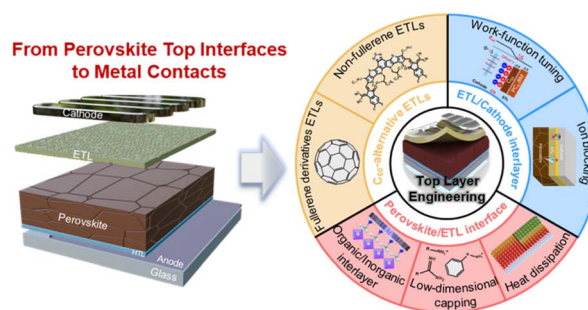 From Perovskite Top Interfaces
to Metal Contacts
Cathode
ETL
Perovskite
HTL
Anode
Glass
Non-fullerene ETLs
Work-function tuning
Ion blocking
Fullerene derivatives ETLs
C60-alternative ETLs
ETL/Cathode interlayer
Top Layer
Engineering
Perovskite/ETL interface
Organic/Inorganic
interlayer
Low-dimensional
capping
Heat dissipation